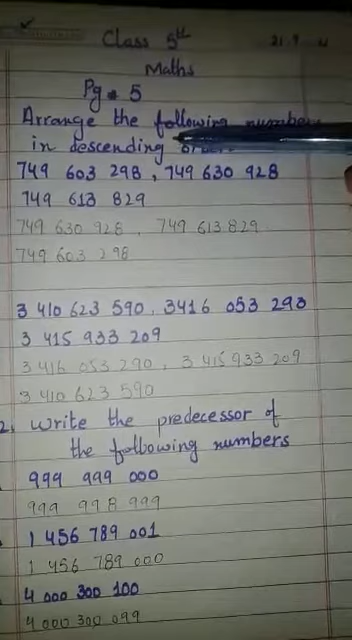 Class 5th
Maths
Pg 5
Arrange the following numbers
in descending
749 603 298, 749 630 928
749 613 829
749 630 928, 749 613 829
749 603 298
3 410 623 590, 3416 053 290
3 415 933 209
3 416 053 290, 3 415 933 209
3 410 623 590
2. Write the predecessor of
the following numbers
999 999 000
999 998 999
1 456 789 001
1 456 789 000
4 000 300 100
4 000 300 099